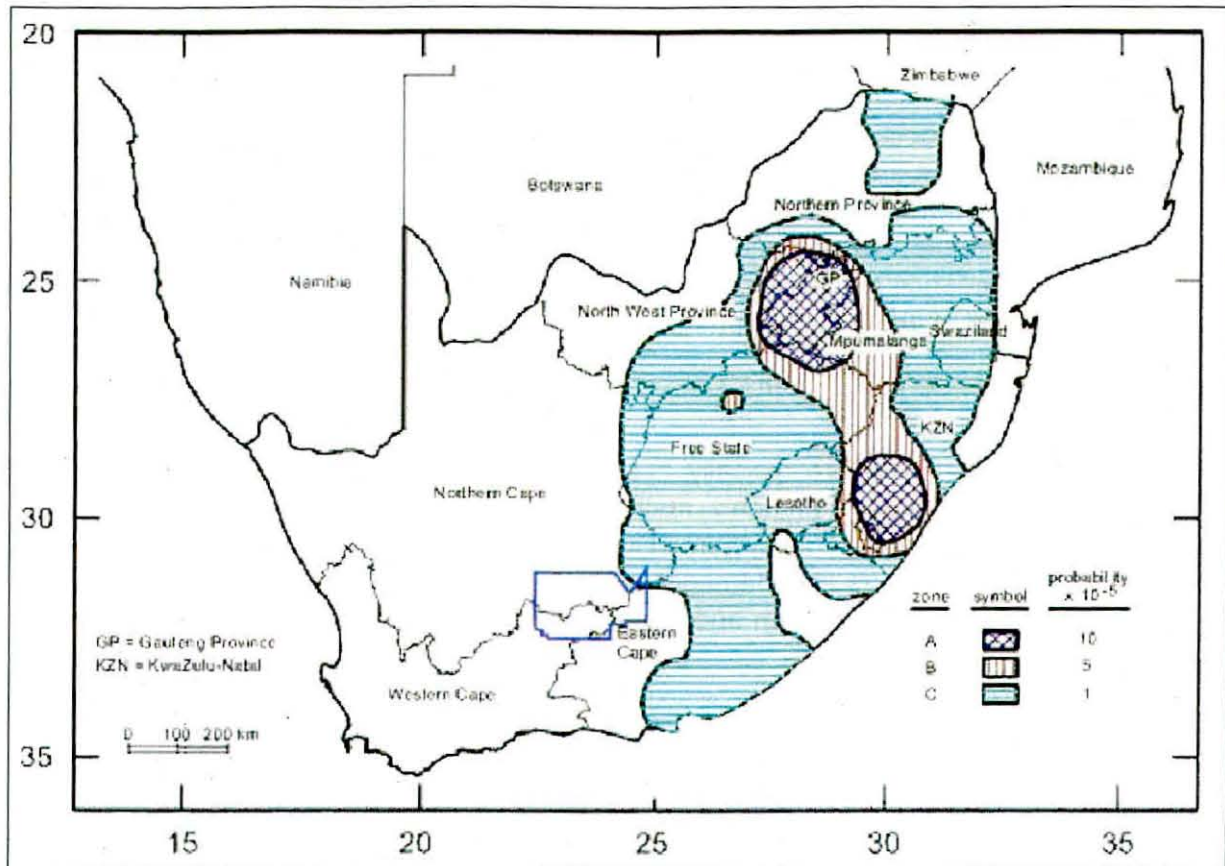 20
25
30
35
15
20
25
30
35
Zimbabwe
Mozambique
Botswana
Northern Province
Namibia
GP
North West Province
Swaziland
Mpumalanga
KZN
Free State
Northern Cape
Lesotho
Eastern
Cape
Western Cape
GP = Gauteng Province
KZN = KwaZulu-Natal
0 100 200 km
zone symbol probability
x 10-5
A 10
B 5
C 1